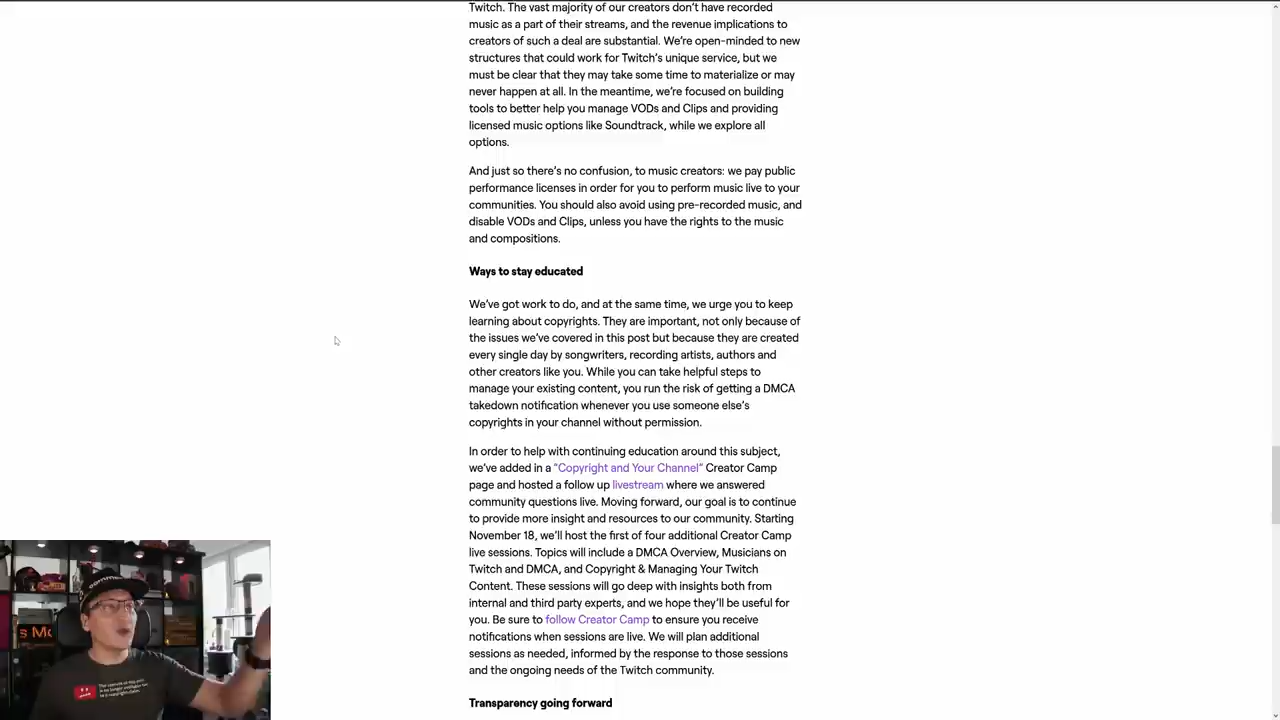 Twitch. The vast majority of our creators don't have recorded
music as a part of their streams, and the revenue implications to
creators of such a deal are substantial. We're open-minded to new
structures that could work for Twitch's unique service, but we
must be clear that they may take some time to materialize or may
never happen at all. In the meantime, we're focused on building
tools to better help you manage VODs and Clips and providing
licensed music options like Soundtrack, while we explore all
options.
And just so there's no confusion, to music creators: we pay public
performance licenses in order for you to perform music live to your
communities. You should also avoid using pre-recorded music, and
disable VODs and Clips, unless you have the rights to the music
and compositions.
Ways to stay educated
We've got work to do, and at the same time, we urge you to keep
learning about copyrights. They are important, not only because of
the issues we've covered in this post but because they are created
every single day by songwriters, recording artists, authors and
other creators like you. While you can take helpful steps to
manage your existing content, you run the risk of getting a DMCA
takedown notification whenever you use someone else's
copyrights in your channel without permission.
In order to help with continuing education around this subject,
we've added in a "Copyright and Your Channel" Creator Camp
page and hosted a follow up livestream where we answered
community questions live. Moving forward, our goal is to continue
to provide more insight and resources to our community. Starting
November 18, we'll host the first of four additional Creator Camp
live sessions. Topics will include a DMCA Overview, Musicians on
Twitch and DMCA, and Copyright & Managing Your Twitch
Content. These sessions will go deep with insights both from
internal and third party experts, and we hope they'll be useful for
you. Be sure to follow Creator Camp to ensure you receive
notifications when sessions are live. We will plan additional
sessions as needed, informed by the response to those sessions
and the ongoing needs of the Twitch community.
Transparency going forward